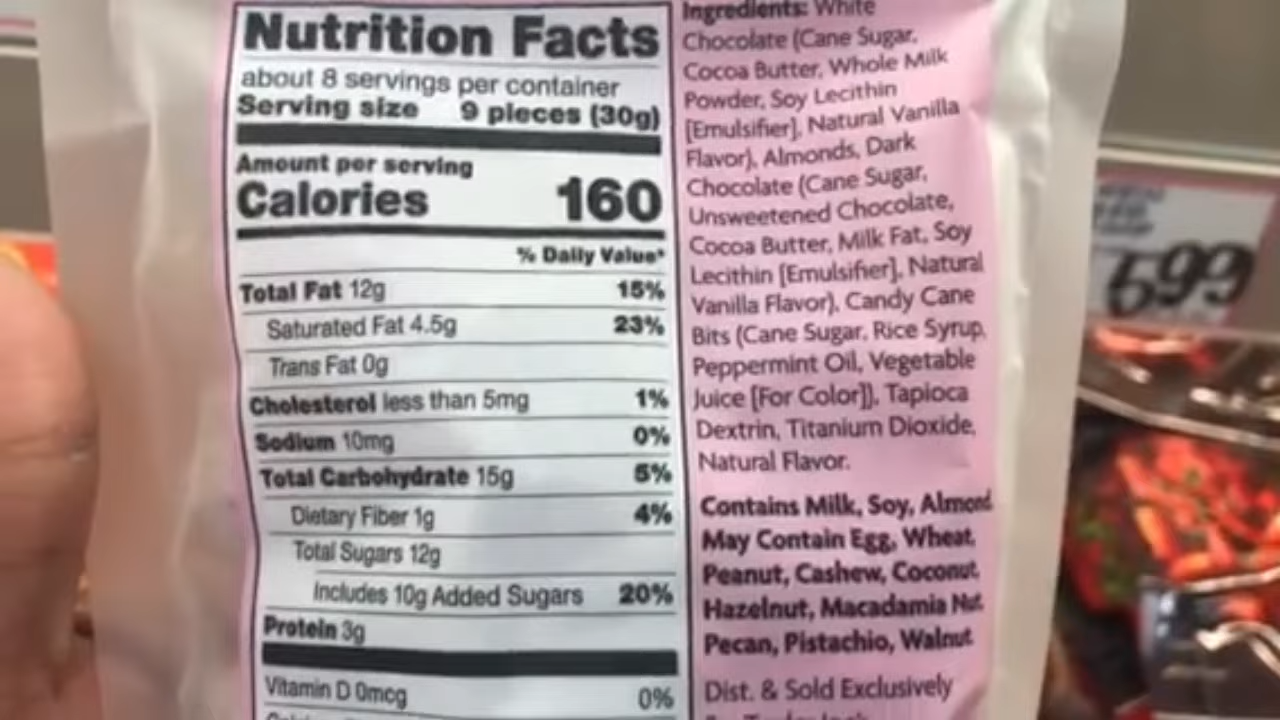 Nutrition Facts
about 8 servings per container
Serving size 9 pieces (30g)
Amount per serving
Calories 160
% Daily Value*
Total Fat 12g 15%
Saturated Fat 4.5g 23%
Trans Fat 0g
Cholesterol less than 5mg 1%
Sodium 10mg 0%
Total Carbohydrate 15g 5%
Dietary Fiber 1g 4%
Total Sugars 12g
Includes 10g Added Sugars 20%
Protein 3g
Vitamin D 0mcg 0%
Ingredients: White
Chocolate (Cane Sugar,
Cocoa Butter, Whole Milk
Powder, Soy Lecithin
[Emulsifier], Natural Vanilla
Flavor), Almonds, Dark
Chocolate (Cane Sugar,
Unsweetened Chocolate,
Cocoa Butter, Milk Fat, Soy
Lecithin [Emulsifier], Natural
Vanilla Flavor), Candy Cane
Bits (Cane Sugar, Rice Syrup,
Peppermint Oil, Vegetable
Juice [For Color]), Tapioca
Dextrin, Titanium Dioxide,
Natural Flavor.
Contains Milk, Soy, Almond
May Contain Egg, Wheat,
Peanut, Cashew, Coconut,
Hazelnut, Macadamia Nut,
Pecan, Pistachio, Walnut
Dist. & Sold Exclusively
699